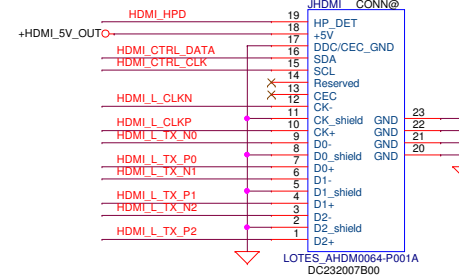 JHDMI CONN@
HDMI_HPD 19 HP_DET
+HDMI_5V_OUT 18 +5V
17 DDC/CEC_GND
HDMI_CTRL_DATA 16 SDA
HDMI_CTRL_CLK 15 SCL
14 Reserved
13 CEC
HDMI_L_CLKN 12 CK-
11 CK_shield GND 23
HDMI_L_CLKP 10 CK+ GND 22
HDMI_L_TX_N0 9 D0- GND 21
8 D0_shield GND 20
HDMI_L_TX_P0 7 D0+
HDMI_L_TX_N1 6 D1-
5 D1_shield
HDMI_L_TX_P1 4 D1+
HDMI_L_TX_N2 3 D2-
2 D2_shield
HDMI_L_TX_P2 1 D2+
LOTES_AHDM0064-P001A
DC232007B00